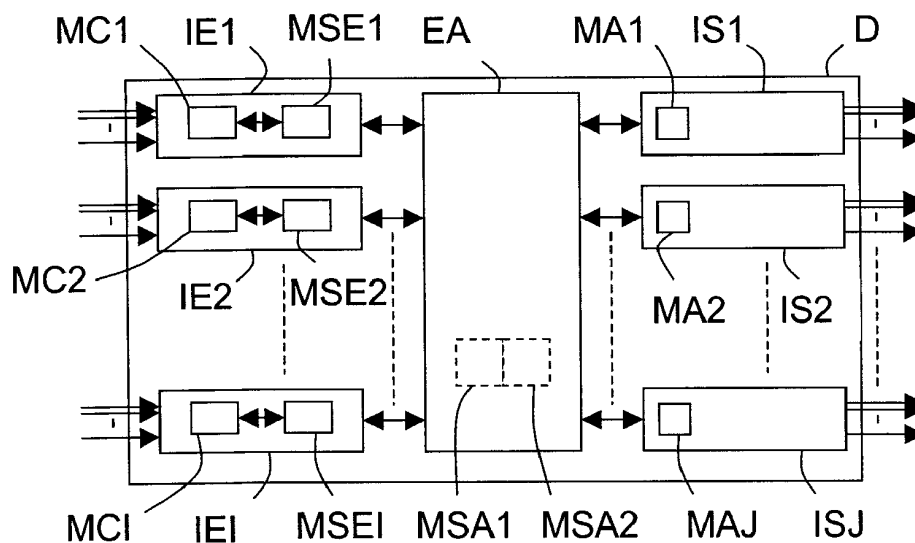 MC1 IE1 MSE1 EA MA1 IS1 D
MC2 IE2 MSE2 MA2 IS2
MCI IEI MSEI MSA1 MSA2 MAJ ISJ